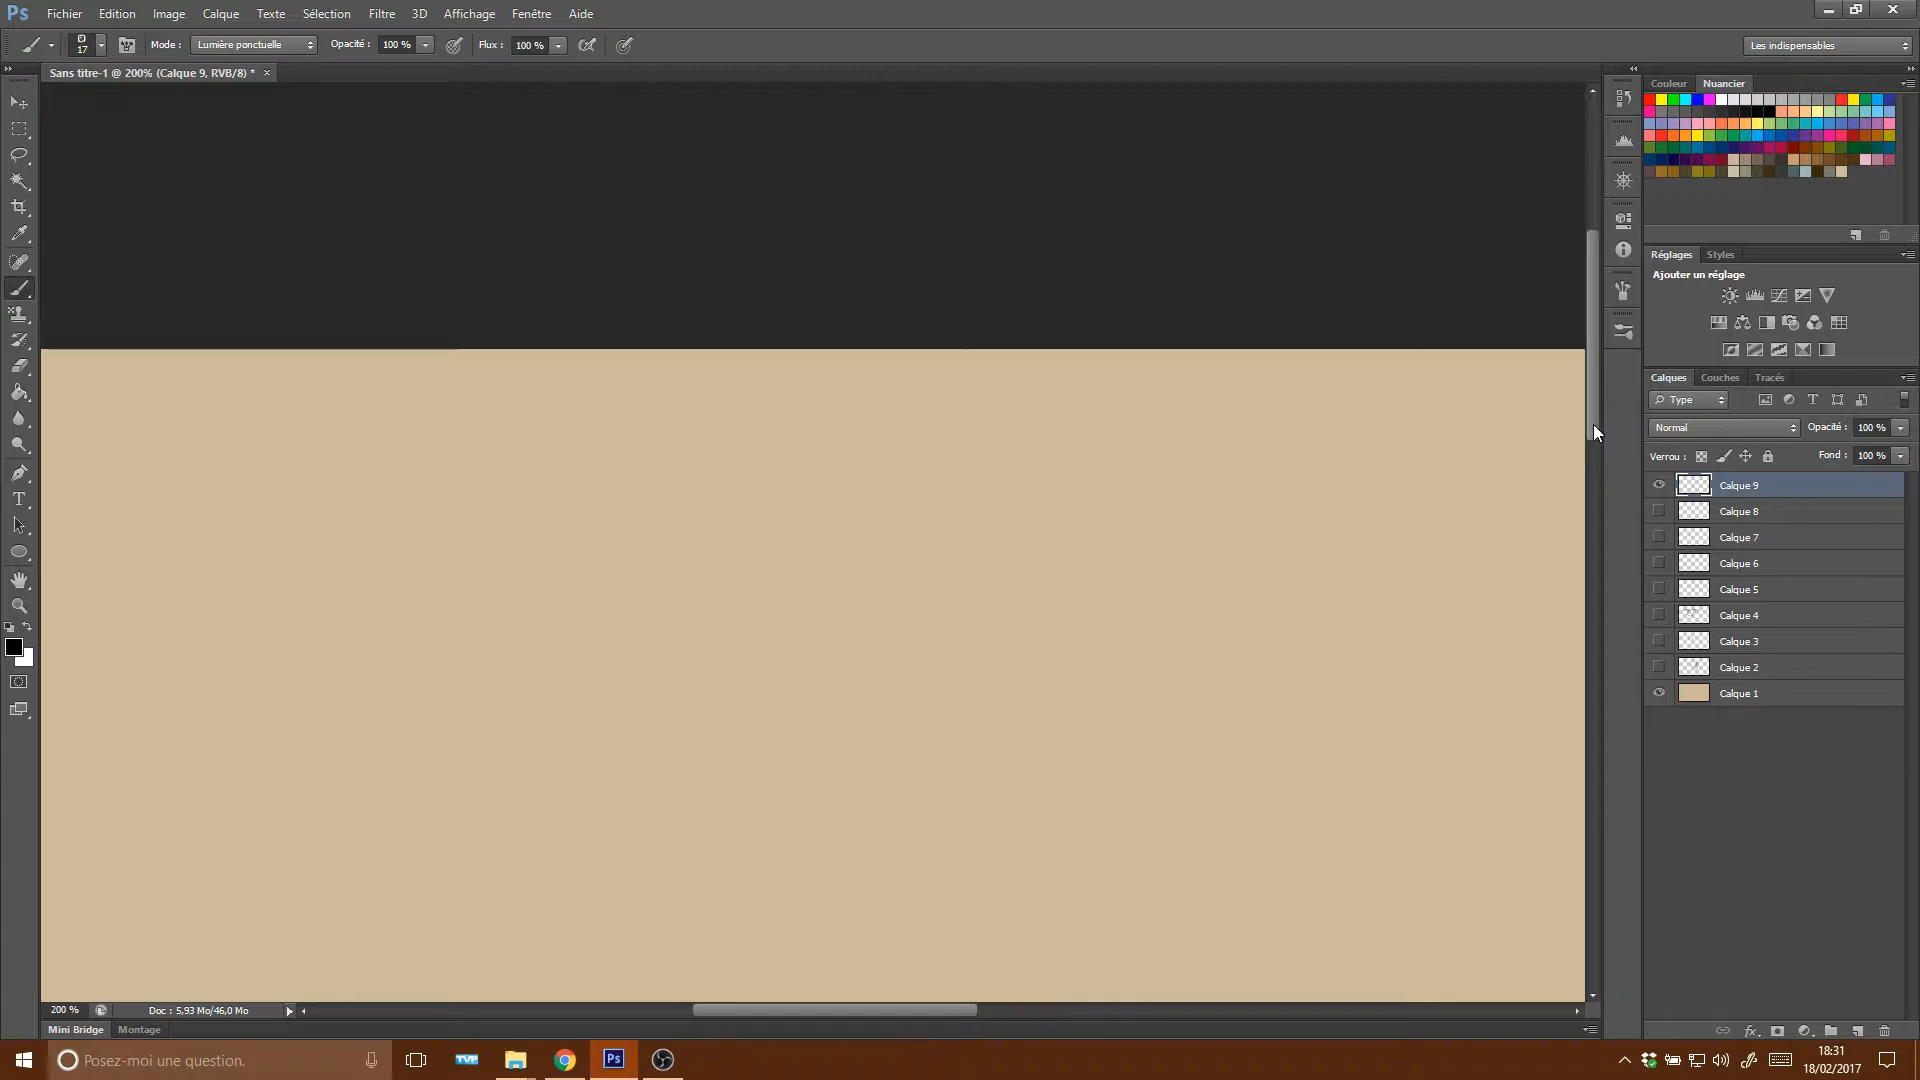 Ps Fichier Edition Image Calque Texte Sélection Filtre 3D Affichage Fenêtre Aide
17 Mode : Lumière ponctuelle Opacité : 100 % Flux : 100 % Les indispensables
Sans titre-1 @ 200% (Calque 9, RVB/8) * ×
Couleur Nuancier
Réglages Styles
Ajouter un réglage
Calques Couches Tracés
Type
Normal Opacité : 100 %
Verrou : Fond : 100 %
Calque 9
Calque 8
Calque 7
Calque 6
Calque 5
Calque 4
Calque 3
Calque 2
Calque 1
200 % Doc : 5,93 Mo/46,0 Mo
Mini Bridge Montage
Posez-moi une question. TVP Ps 18:31
18/02/2017